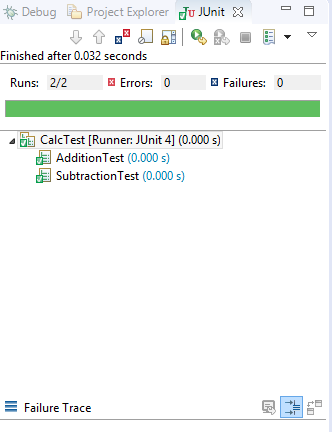 Debug Project Explorer JUnit
Finished after 0.032 seconds
Runs: 2/2 Errors: 0 Failures: 0
CalcTest [Runner: JUnit 4] (0.000 s)
AdditionTest (0.000 s)
SubtractionTest (0.000 s)
Failure Trace